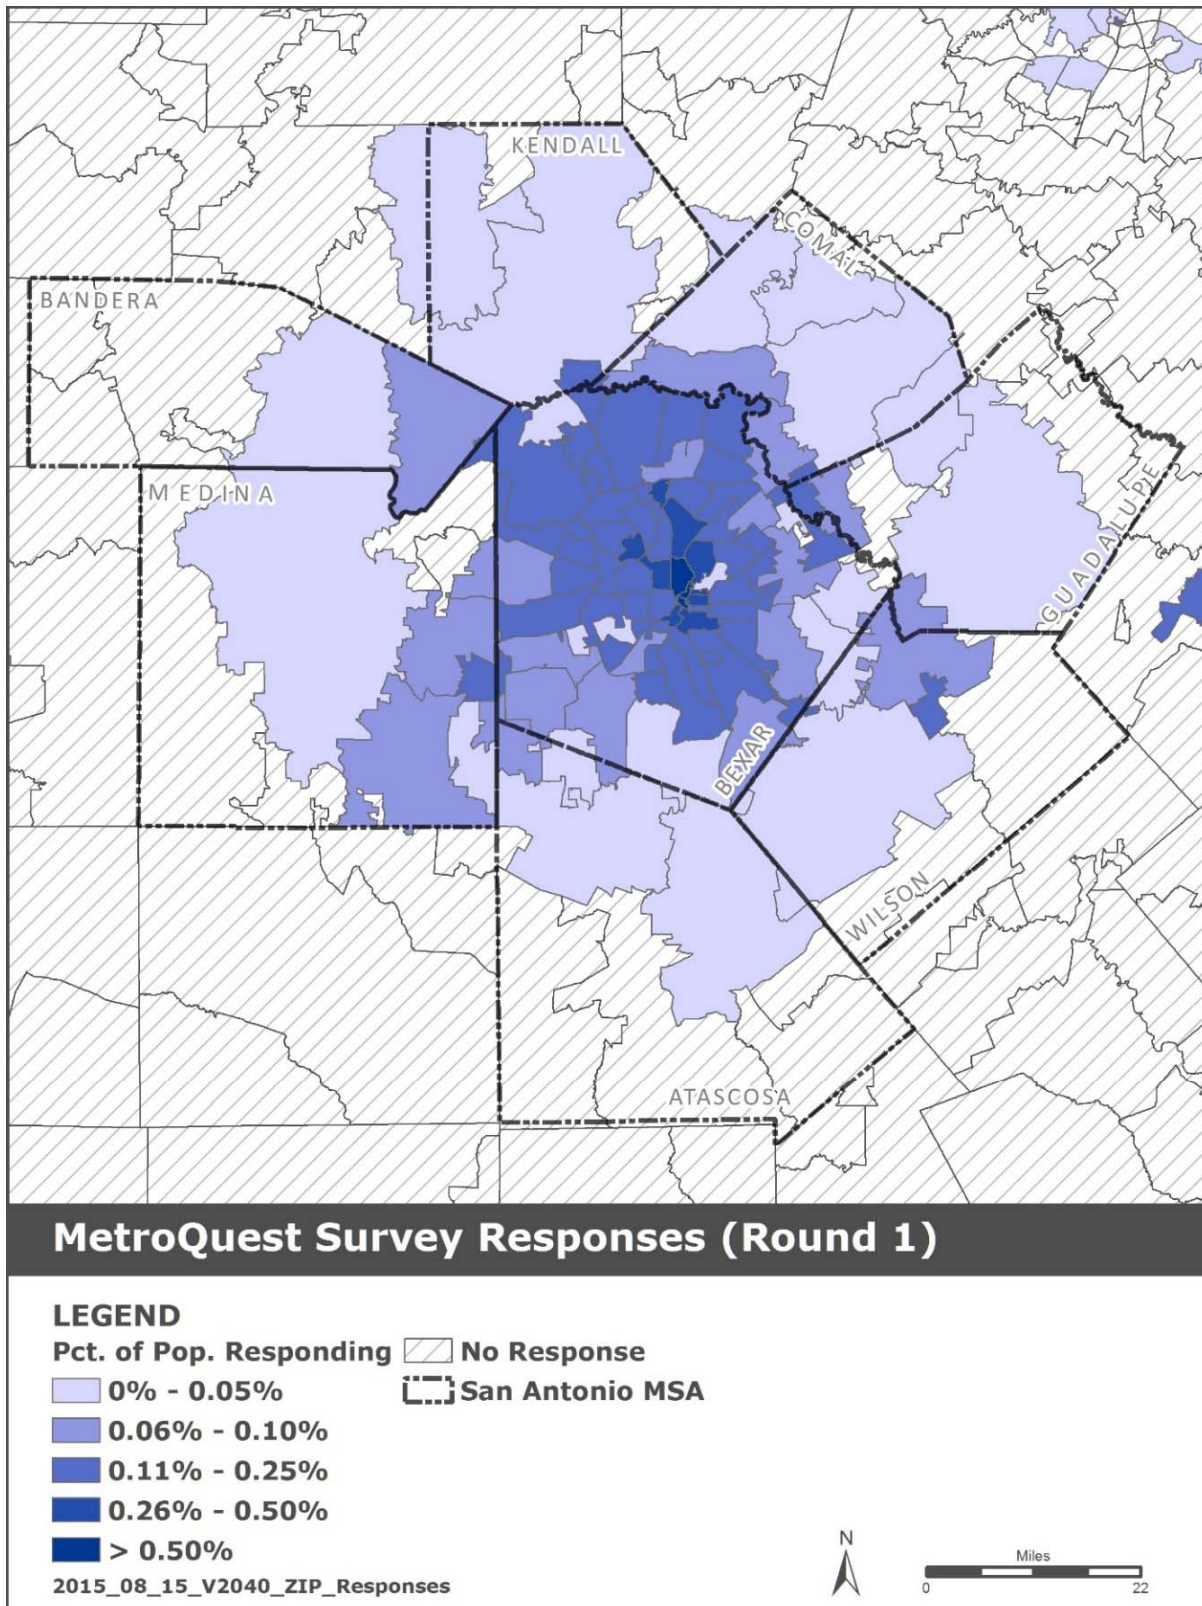 KENDALL
COMAL
BANDERA
MEDINA
GUADALUPE
BEXAR
WILSON
ATASCOSA
MetroQuest Survey Responses (Round 1)
LEGEND
Pct. of Pop. Responding
No Response
0% - 0.05%
San Antonio MSA
0.06% - 0.10%
0.11% - 0.25%
0.26% - 0.50%
> 0.50%
2015_08_15_V2040_ZIP_Responses
N
Miles
0 22